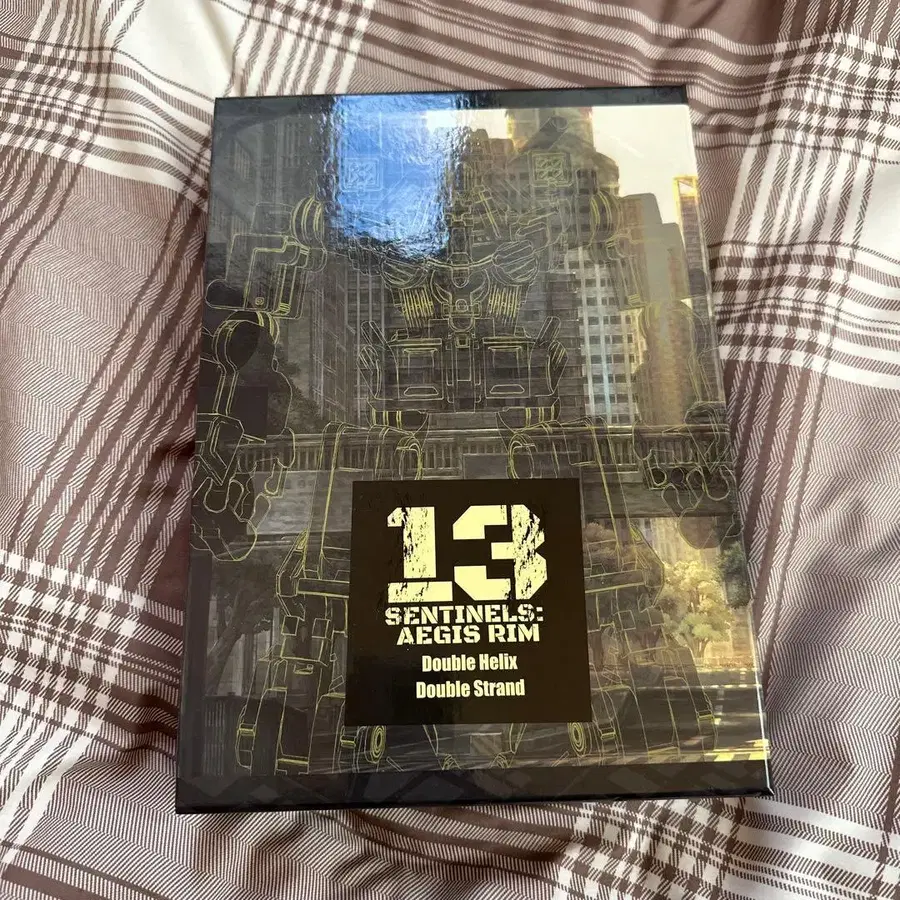 13
SENTINELS:
AEGIS RIM
Double Helix
Double Strand